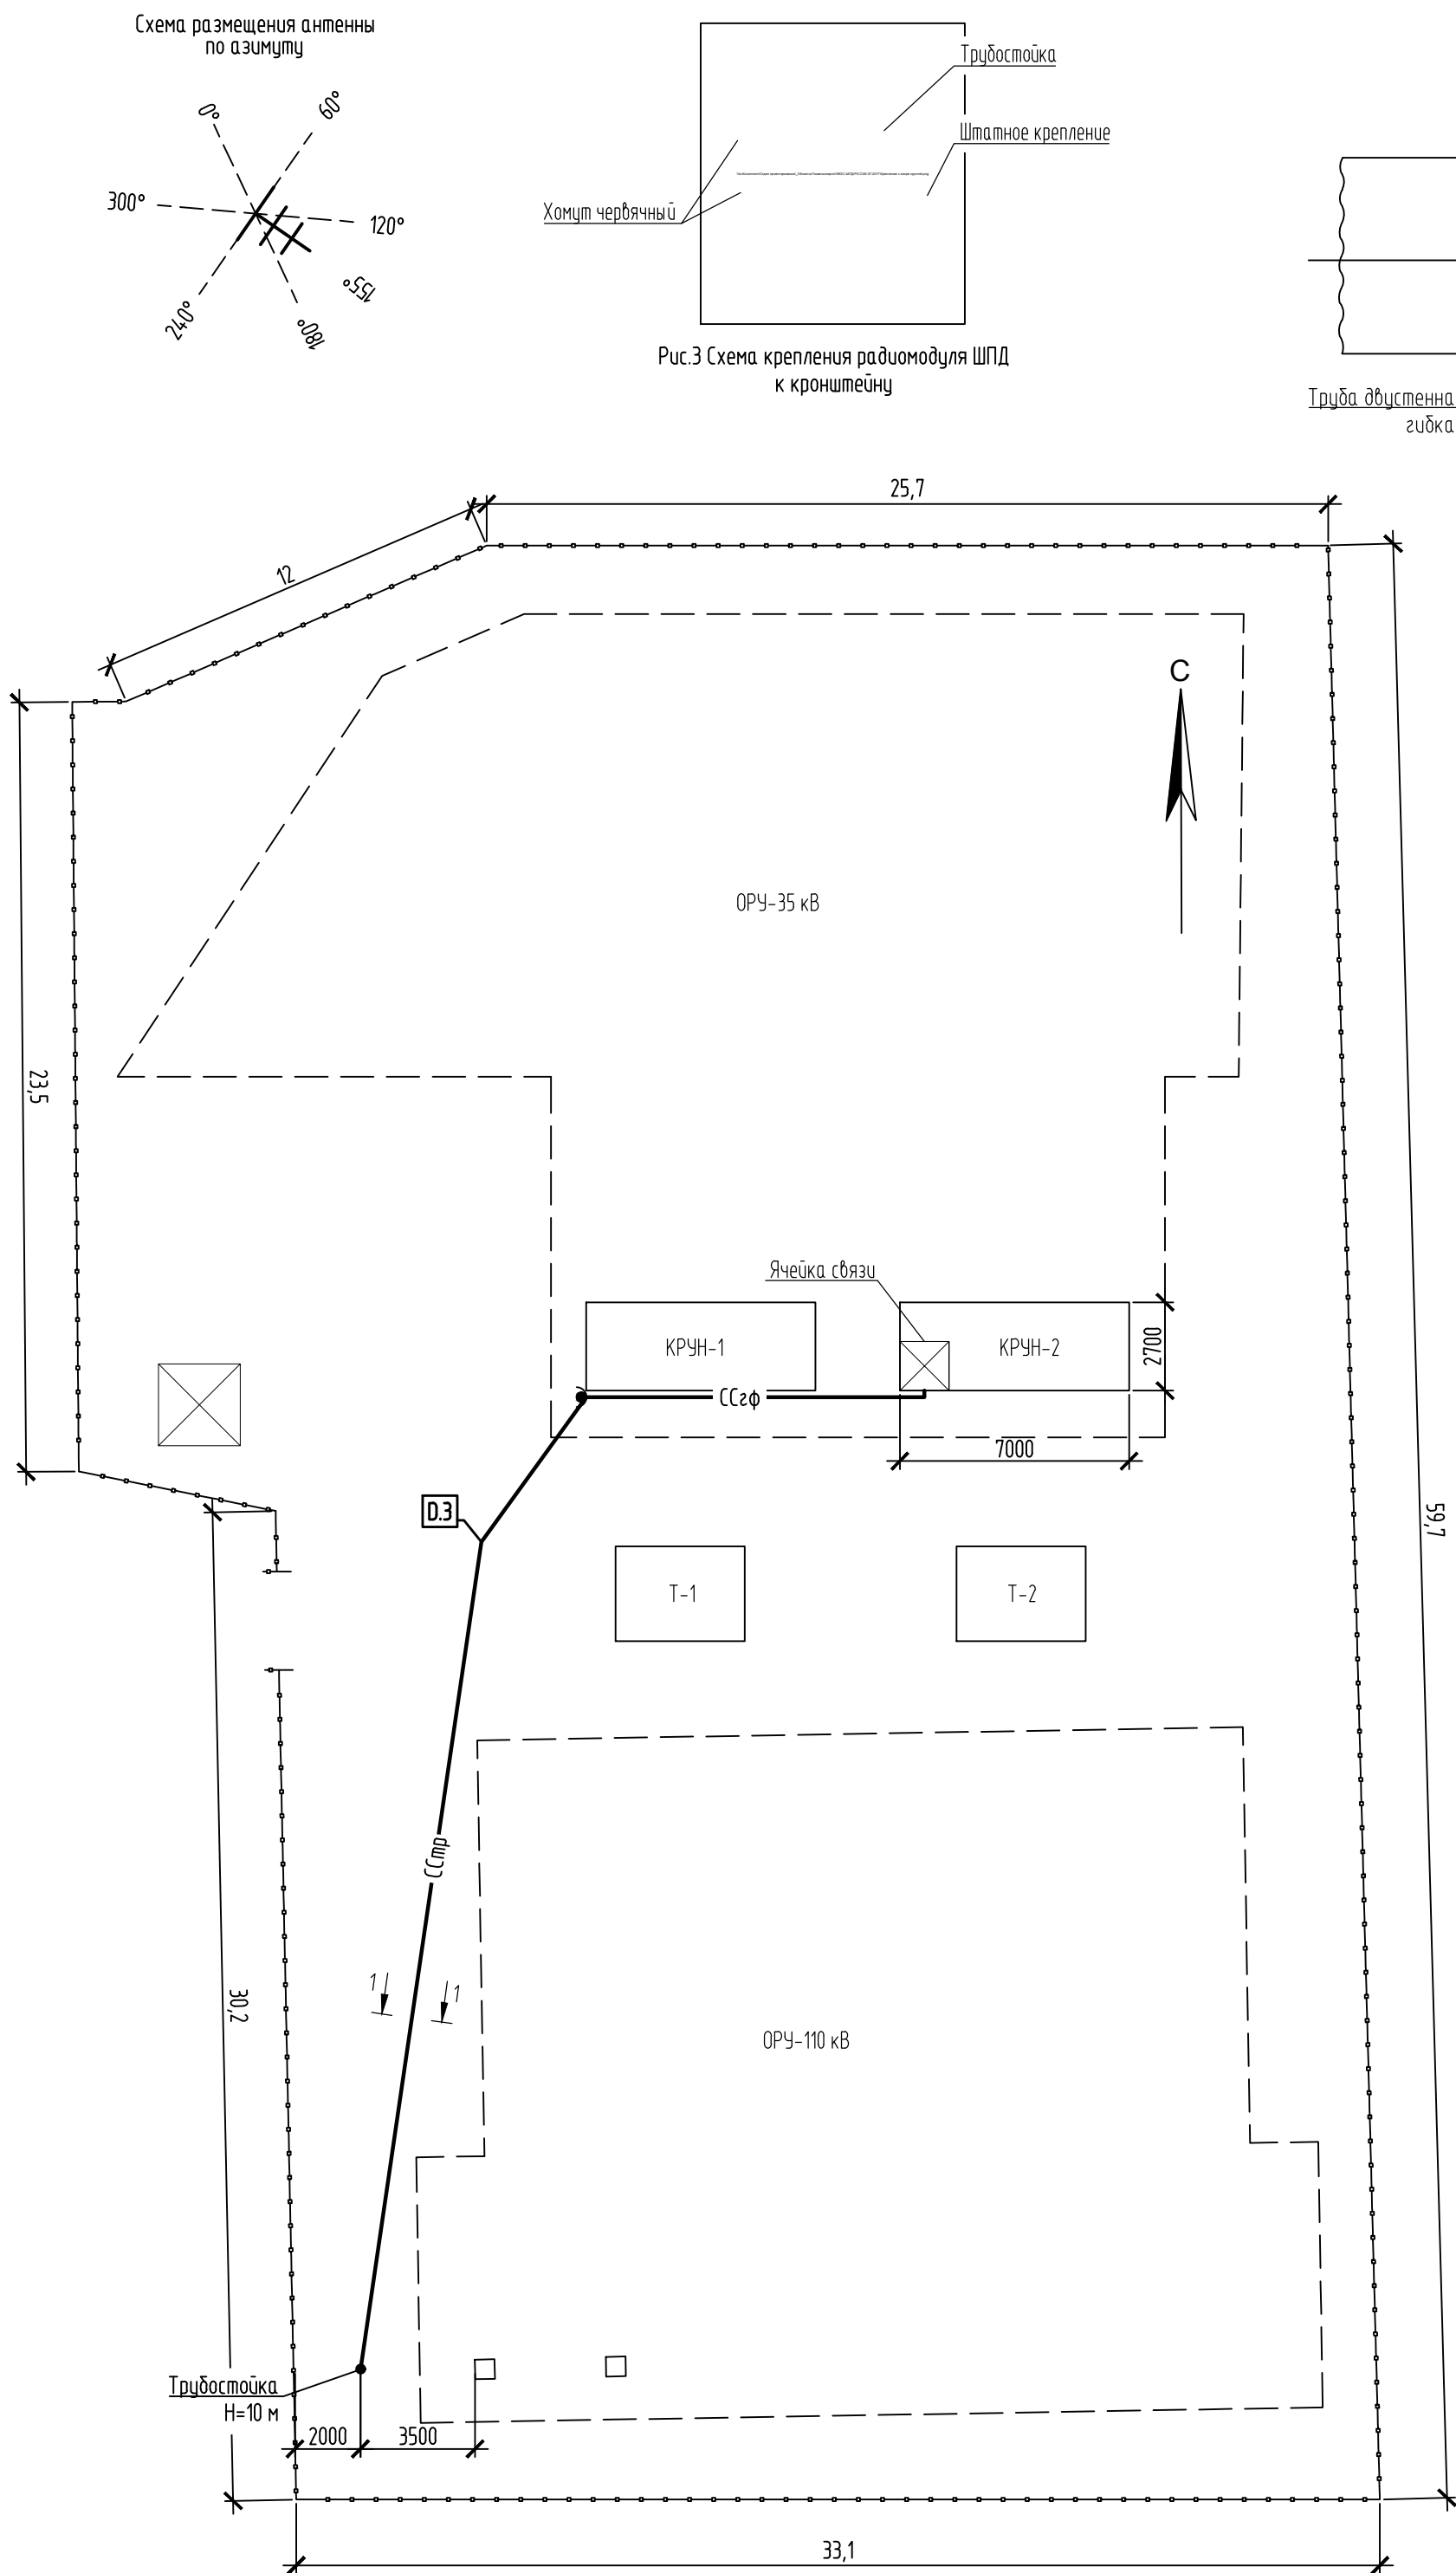 Схема размещения антенны
по азимуту
0°
60°
300°
120°
155°
240°
180°
Трубостойка
Штатное крепление
Хомут червячный
Рис.3 Схема крепления радиомодуля ШПД
к кронштейну
Труба двустенна
гибка
25,7
12
С
ОРУ-35 кВ
23,5
Ячейка связи
КРУН-1
КРУН-2
2700
ССгф
7000
D.3
59,7
Т-1
Т-2
ССтр
1
1
30,2
ОРУ-110 кВ
Трубостойка
Н=10 м
2000
3500
33,1